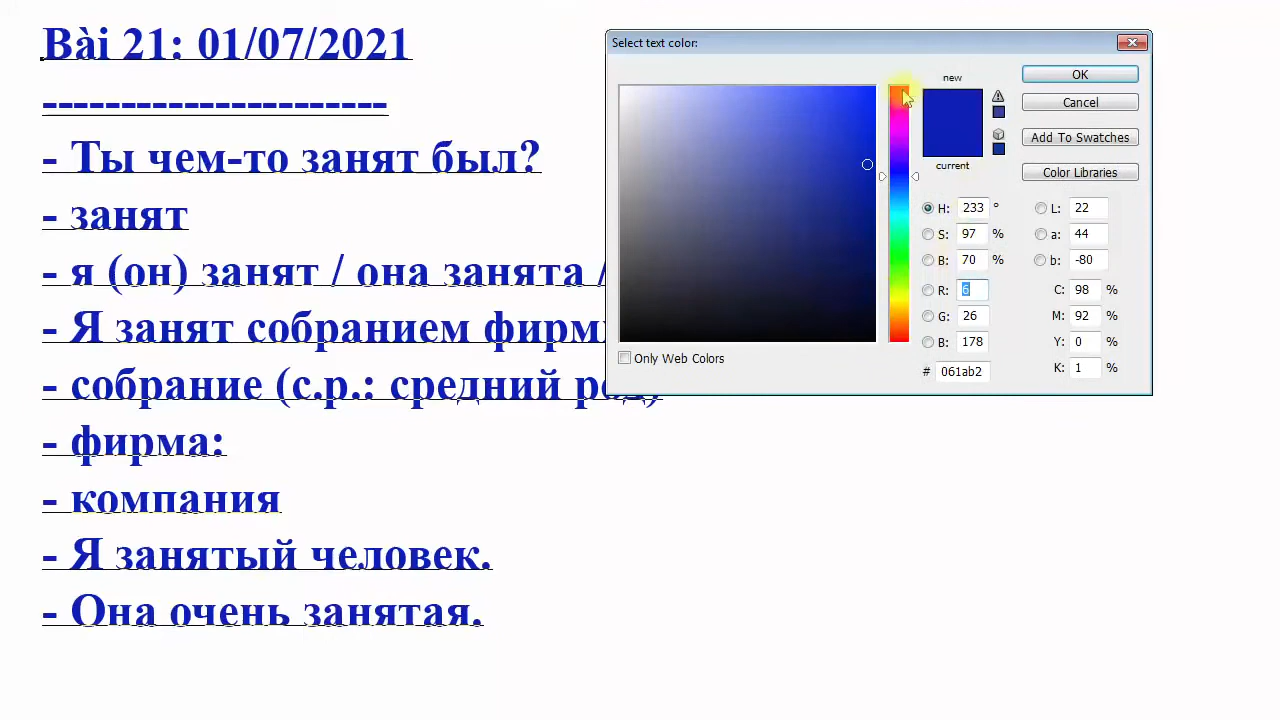 Bài 21: 01/07/2021
-----------------------
- Ты чем-то занят был?
- занят
- я (он) занят / она занята /
- Я занят собранием
- собрание (с.р.: средний род)
- фирма:
- компания
- Я занятый человек.
- Она очень занятая.
Select text color:
new
current
OK
Cancel
Add To Swatches
Color Libraries
H: 233 °
S: 97 %
B: 70 %
R: 6
G: 26
B: 178
# 061ab2
L: 22
a: 44
b: -80
C: 98 %
M: 92 %
Y: 0 %
K: 1 %
Only Web Colors